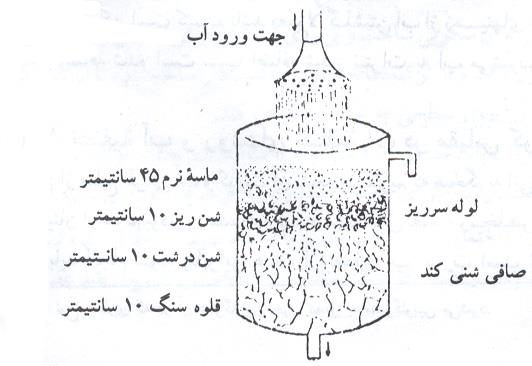 جهت ورود آب
ماسهٔ نرم ۴۵ سانتیمتر
لوله سرریز
شن ریز ۱۰ سانتیمتر
شن درشت ۱۰ سانتیمتر
صافی شنی کند
قلوه سنگ ۱۰ سانتیمتر